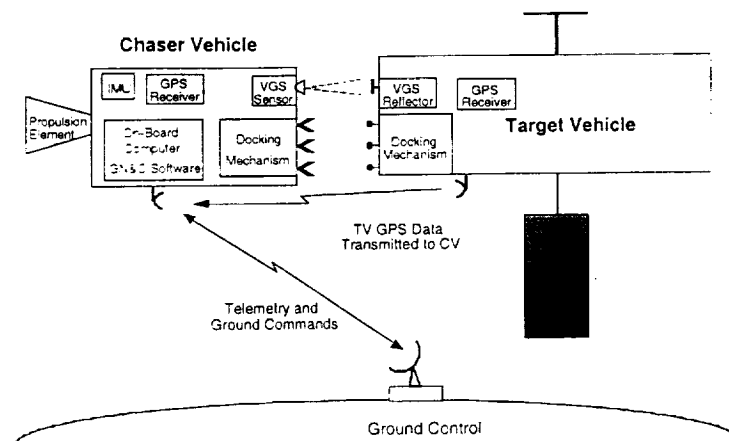 Chaser Vehicle
IMU
GPS
Receiver
VGS
Sensor
VGS
Reflector
GPS
Receiver
Propulsion
Element
On-Board
Computer
GN&C Software
Docking
Mechanism
Docking
Mechanism
Target Vehicle
TV GPS Data
Transmitted to CV
Telemetry and
Ground Commands
Ground Control